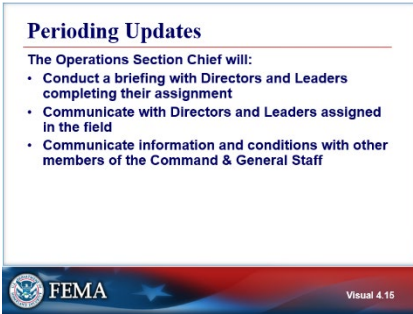 Perioding Updates
The Operations Section Chief will:
• Conduct a briefing with Directors and Leaders
completing their assignment
• Communicate with Directors and Leaders assigned
in the field
• Communicate information and conditions with other
members of the Command & General Staff
FEMA
Visual 4.15